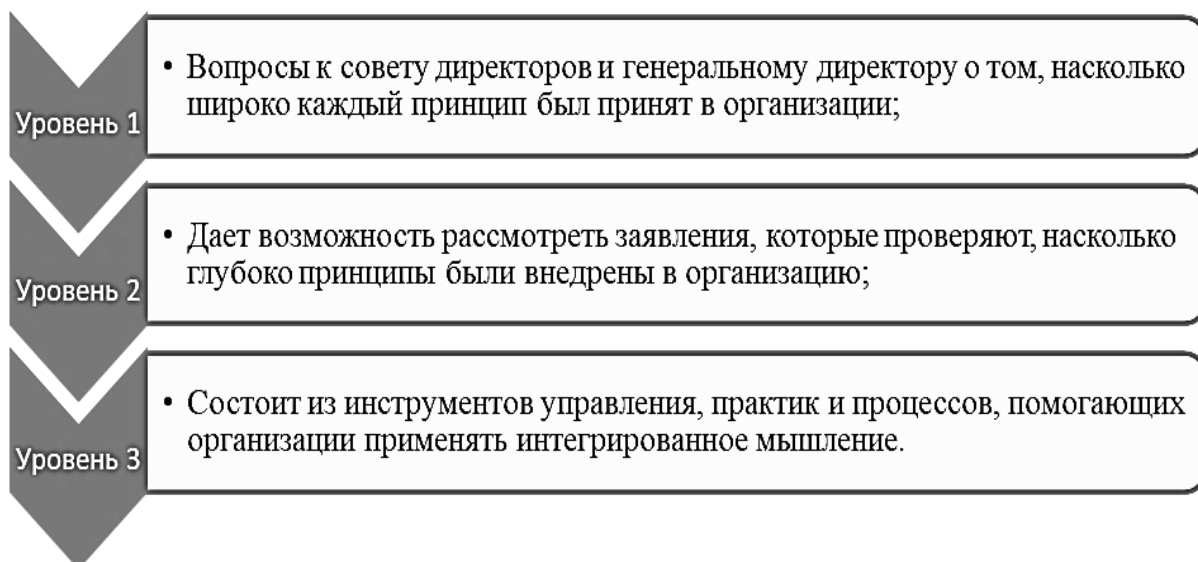 Уровень 1
• Вопросы к совету директоров и генеральному директору о том, насколько
широко каждый принцип был принят в организации;
Уровень 2
• Дает возможность рассмотреть заявления, которые проверяют, насколько
глубоко принципы были внедрены в организацию;
Уровень 3
• Состоит из инструментов управления, практик и процессов, помогающих
организации применять интегрированное мышление.